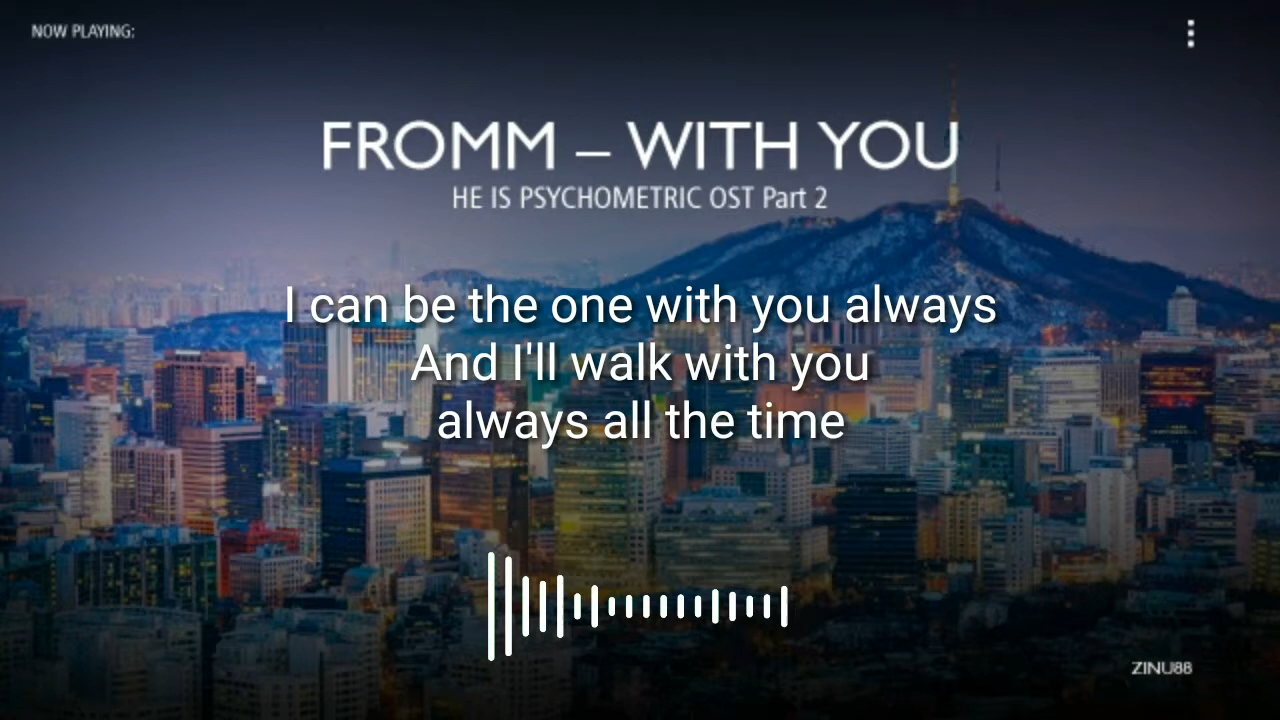 NOW PLAYING:
FROMM – WITH YOU
HE IS PSYCHOMETRIC OST Part 2
I can be the one with you always
And I'll walk with you
always all the time
ZINU88